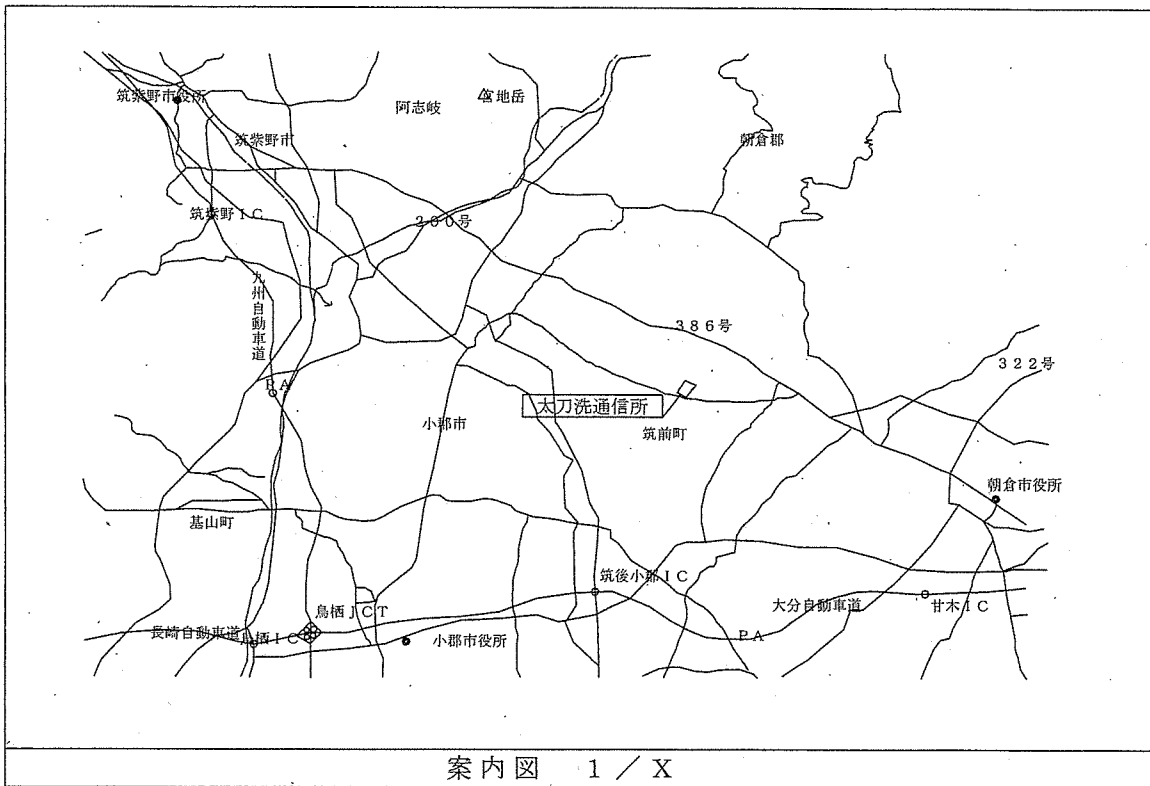 筑紫野市役所
阿志岐
宮地岳
筑紫野市
朝倉郡
筑紫野IC
200号
九州自動車道
386号
322号
PA
太刀洗通信所
小郡市
筑前町
朝倉市役所
基山町
筑後小郡IC
鳥栖JCT
大分自動車道
甘木IC
長崎自動車道
鳥栖IC
小郡市役所
PA
案内図 1/X